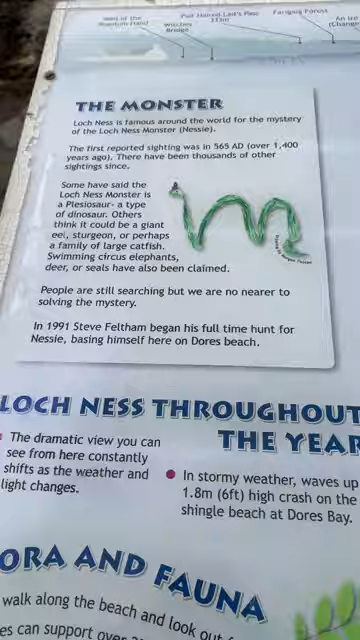 Pot Hainrd Lait's Plaie
Farigaig Forest
Bridge
THE MONSTER
Loch Ness is famous around the world for the mystery
of the Loch Ness Monster (Nessie).
The first reported sighting was in 565 AD (over 1,400
years ago). There have been thousands of other
sightings since.
Some have said the
Loch Ness Monster is
a Plesiosaur- a type
of dinosaur. Others
think it could be a giant
eel, sturgeon, or perhaps
a family of large catfish.
Swimming circus elephants,
deer, or seals have also been claimed.
People are still searching but we are no nearer to
solving the mystery.
In 1991 Steve Feltham began his full time hunt for
Nessie, basing himself here on Dores beach.
LOCH NESS THROUGHOUT
THE YEAR
The dramatic view you can
see from here constantly
shifts as the weather and
light changes.
In stormy weather, waves up
1.8m (6ft) high crash on the
shingle beach at Dores Bay.
ORA AND FAUNA
walk along the beach and look out
es can support over